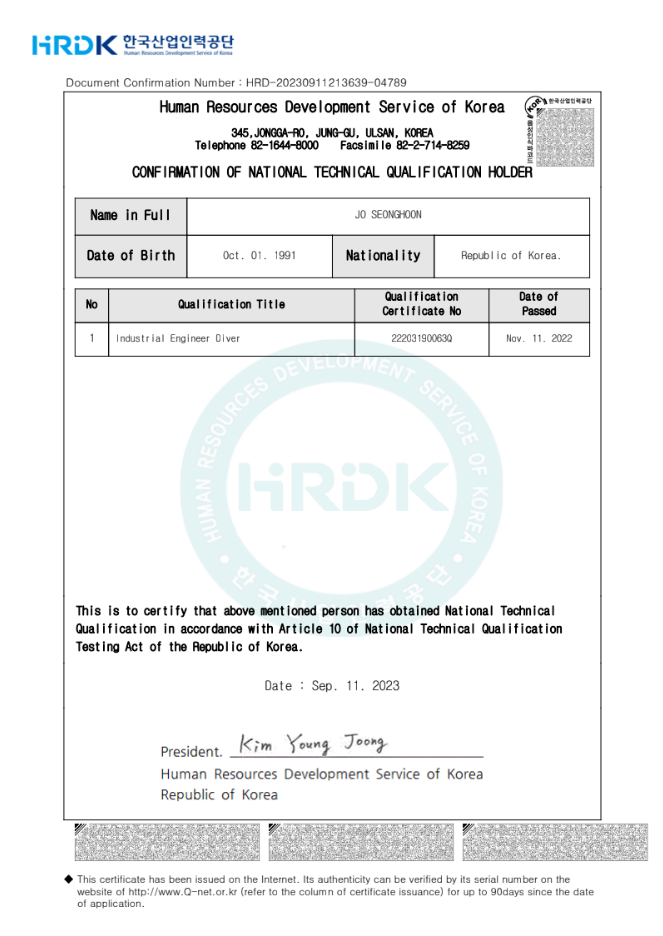 HRDK 한국산업인력공단
Human Resources Development Service of Korea
Document Confirmation Number : HRD-20230911213639-04789
Human Resources Development Service of Korea
한국산업인력공단
345,JONGGA-RO, JUNG-GU, ULSAN, KOREA
Telephone 82-1644-8000 Facsimile 82-2-714-8259
CONFIRMATION OF NATIONAL TECHNICAL QUALIFICATION HOLDER
Name in Full JO SEONGHOON
Date of Birth Oct. 01. 1991 Nationality Republic of Korea.
No Qualification Title Qualification Certificate No Date of Passed
1 Industrial Engineer Diver 22203190063Q Nov. 11. 2022
HUMAN RESOURCES DEVELOPMENT SERVICE OF KOREA
HRDK
This is to certify that above mentioned person has obtained National Technical
Qualification in accordance with Article 10 of National Technical Qualification
Testing Act of the Republic of Korea.
Date : Sep. 11. 2023
President. Kim Young Joong
Human Resources Development Service of Korea
Republic of Korea
◆ This certificate has been issued on the Internet. Its authenticity can be verified by its serial number on the
website of http://www.Q-net.or.kr (refer to the column of certificate issuance) for up to 90days since the date
of application.